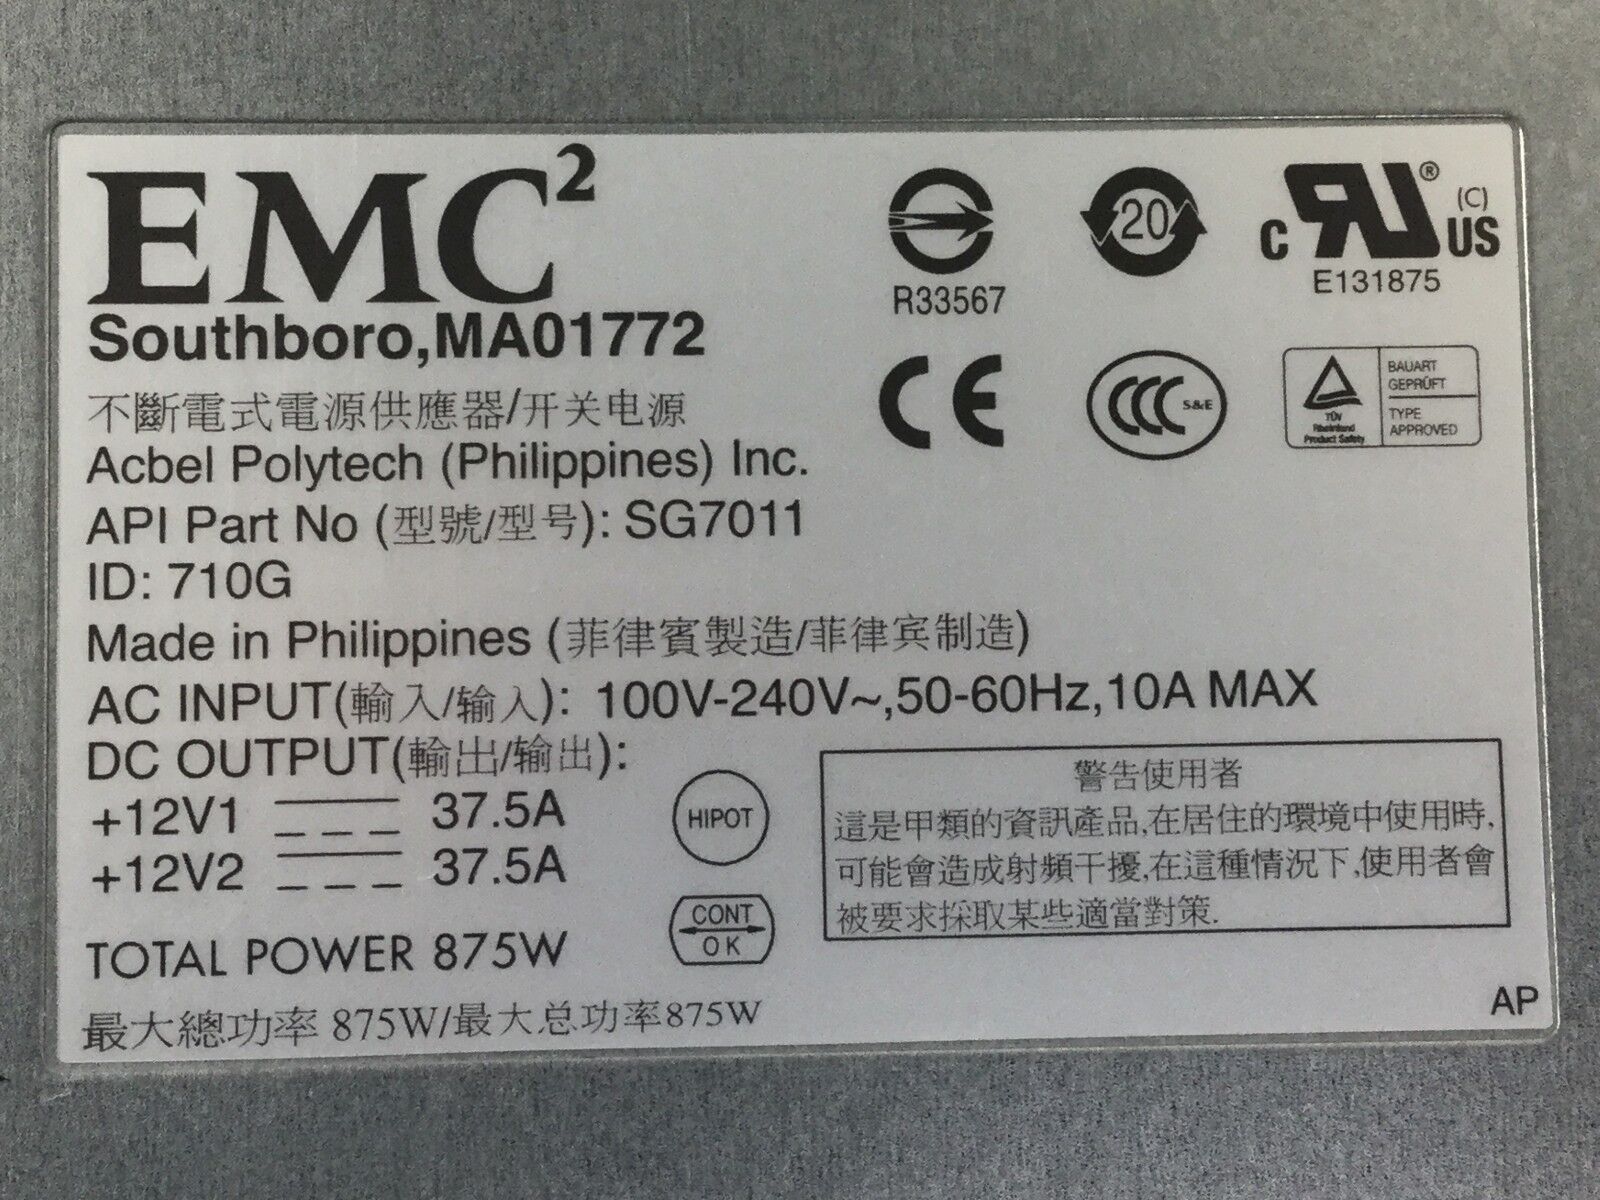 EMC²
Southboro,MA01772
不斷電式電源供應器/开关电源
Acbel Polytech (Philippines) Inc.
API Part No (型號/型号): SG7011
ID: 710G
Made in Philippines (菲律賓製造/菲律宾制造)
AC INPUT(輸入/输入): 100V-240V~,50-60Hz,10A MAX
DC OUTPUT(輸出/输出):
+12V1 37.5A
+12V2 37.5A
TOTAL POWER 875W
最大總功率 875W/最大总功率875W
HIPOT
CONT
OK
R33567
20
C RU® (C) US
E131875
CE
CCC S&E
TÜV
Rheinland
Product Safety
BAUART
GEPRÜFT
TYPE
APPROVED
警告使用者
這是甲類的資訊產品,在居住的環境中使用時,
可能會造成射頻干擾,在這種情況下,使用者會
被要求採取某些適當對策.
AP